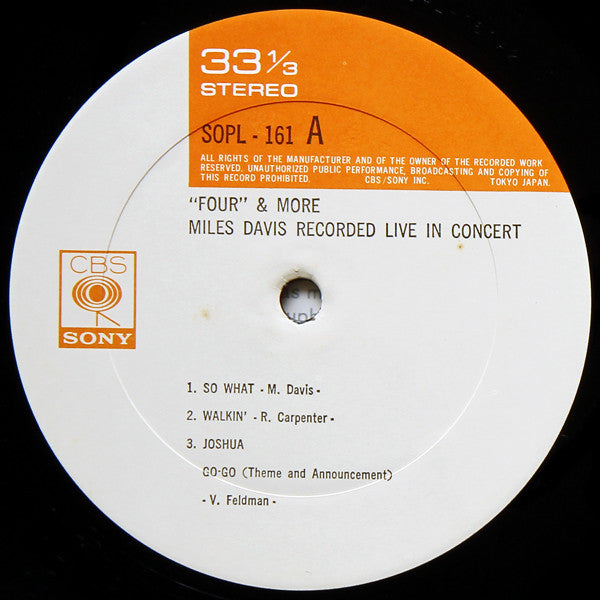 33 1/3
STEREO
SOPL - 161 A
ALL RIGHTS OF THE MANUFACTURER AND OF THE OWNER OF THE RECORDED WORK
RESERVED. UNAUTHORIZED PUBLIC PERFORMANCE, BROADCASTING AND COPYING OF
THIS RECORD PROHIBITED. CBS/SONY INC. TOKYO JAPAN.
"FOUR" & MORE
MILES DAVIS RECORDED LIVE IN CONCERT
CBS
SONY
1. SO WHAT - M. Davis -
2. WALKIN' - R. Carpenter -
3. JOSHUA
GO-GO (Theme and Announcement)
- V. Feldman -